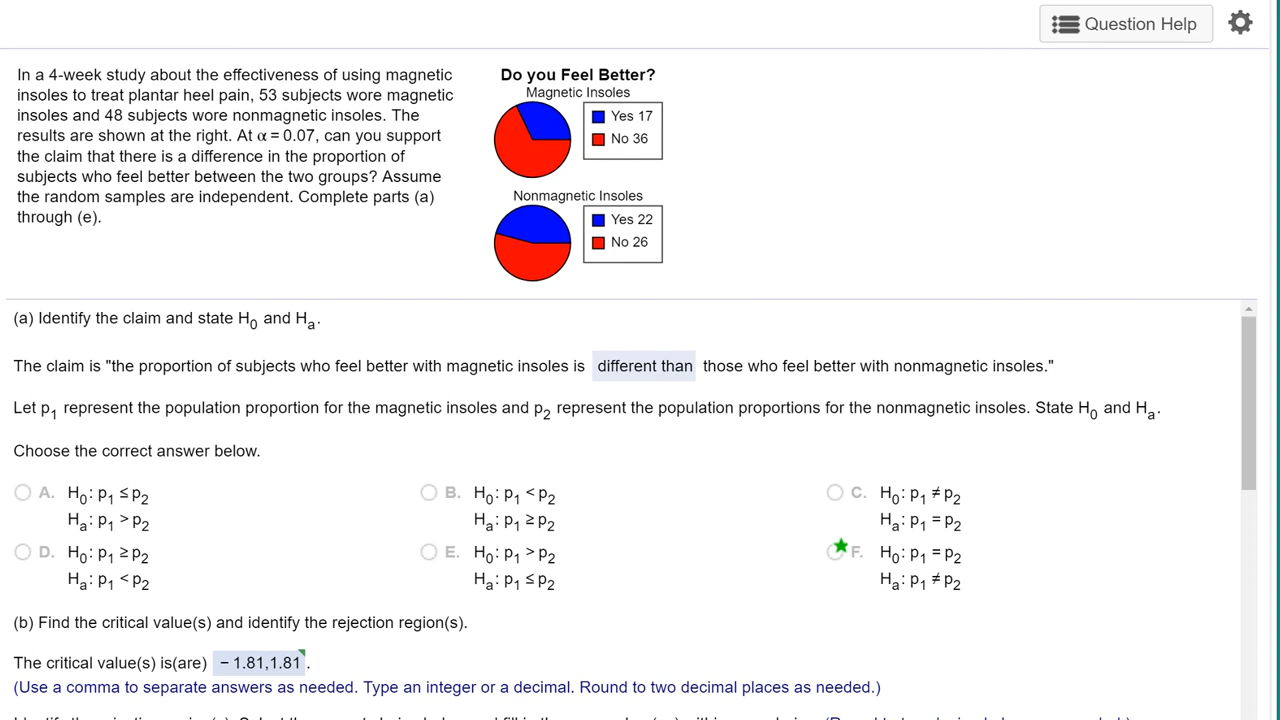 Question Help
In a 4-week study about the effectiveness of using magnetic
insoles to treat plantar heel pain, 53 subjects wore magnetic
insoles and 48 subjects wore nonmagnetic insoles. The
results are shown at the right. At α = 0.07, can you support
the claim that there is a difference in the proportion of
subjects who feel better between the two groups? Assume
the random samples are independent. Complete parts (a)
through (e).
Do you Feel Better?
Magnetic Insoles
Yes 17
No 36
Nonmagnetic Insoles
Yes 22
No 26
(a) Identify the claim and state H0 and Ha.
The claim is "the proportion of subjects who feel better with magnetic insoles is different than those who feel better with nonmagnetic insoles."
Let p1 represent the population proportion for the magnetic insoles and p2 represent the population proportions for the nonmagnetic insoles. State H0 and Ha.
Choose the correct answer below.
A. H0: p1 ≤ p2
Ha: p1 > p2
B. H0: p1 < p2
Ha: p1 ≥ p2
C. H0: p1 ≠ p2
Ha: p1 = p2
D. H0: p1 ≥ p2
Ha: p1 < p2
E. H0: p1 > p2
Ha: p1 ≤ p2
F. H0: p1 = p2
Ha: p1 ≠ p2
(b) Find the critical value(s) and identify the rejection region(s).
The critical value(s) is(are) − 1.81,1.81.
(Use a comma to separate answers as needed. Type an integer or a decimal. Round to two decimal places as needed.)